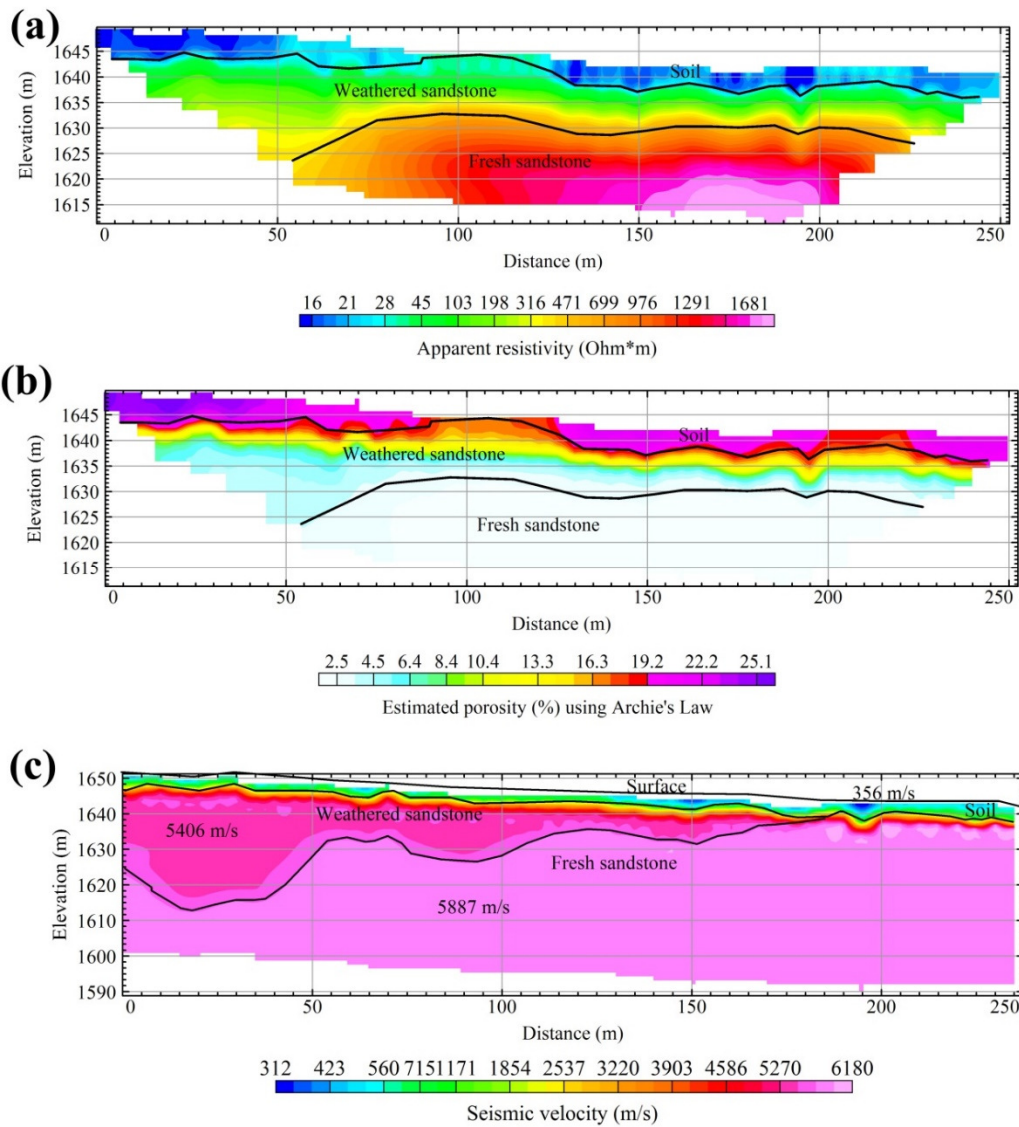 (a)
Elevation (m)
1645
1640
1635
1630
1625
1620
1615
Soil
Weathered sandstone
Fresh sandstone
0 50 100 150 200 250
Distance (m)
16 21 28 45 103 198 316 471 699 976 1291 1681
Apparent resistivity (Ohm*m)
(b)
Elevation (m)
1645
1640
1635
1630
1625
1620
1615
Soil
Weathered sandstone
Fresh sandstone
0 50 100 150 200 250
2.5 4.5 6.4 8.4 10.4 13.3 16.3 19.2 22.2 25.1
Estimated porosity (%) using Archie's Law
(c)
Elevation (m)
1650
1640
1630
1620
1610
1600
1590
Surface
356 m/s
Soil
Weathered sandstone
5406 m/s
Fresh sandstone
5887 m/s
0 50 100 150 200 250
Distance (m)
312 423 560 715 1171 1854 2537 3220 3903 4586 5270 6180
Seismic velocity (m/s)